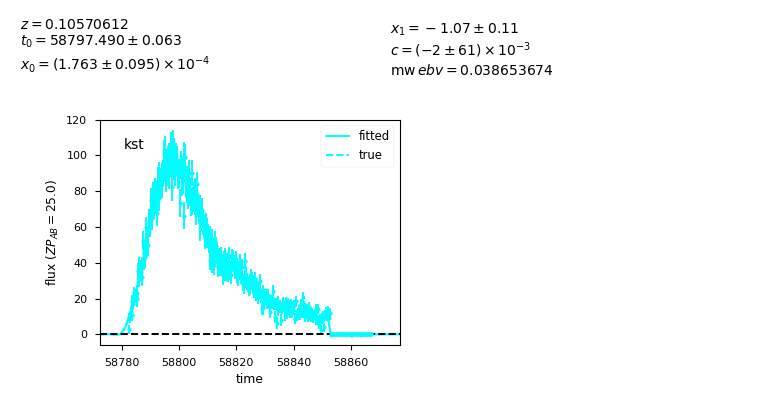 z = 0.10570612
t₀ = 58797.490 ± 0.063
x₀ = (1.763 ± 0.095) × 10⁻⁴
x₁ = −1.07 ± 0.11
c = (−2 ± 61) × 10⁻³
mw ebv = 0.038653674
kst
fitted
true
flux (ZP_AB = 25.0)
120
100
80
60
40
20
0
58780 58800 58820 58840 58860
time